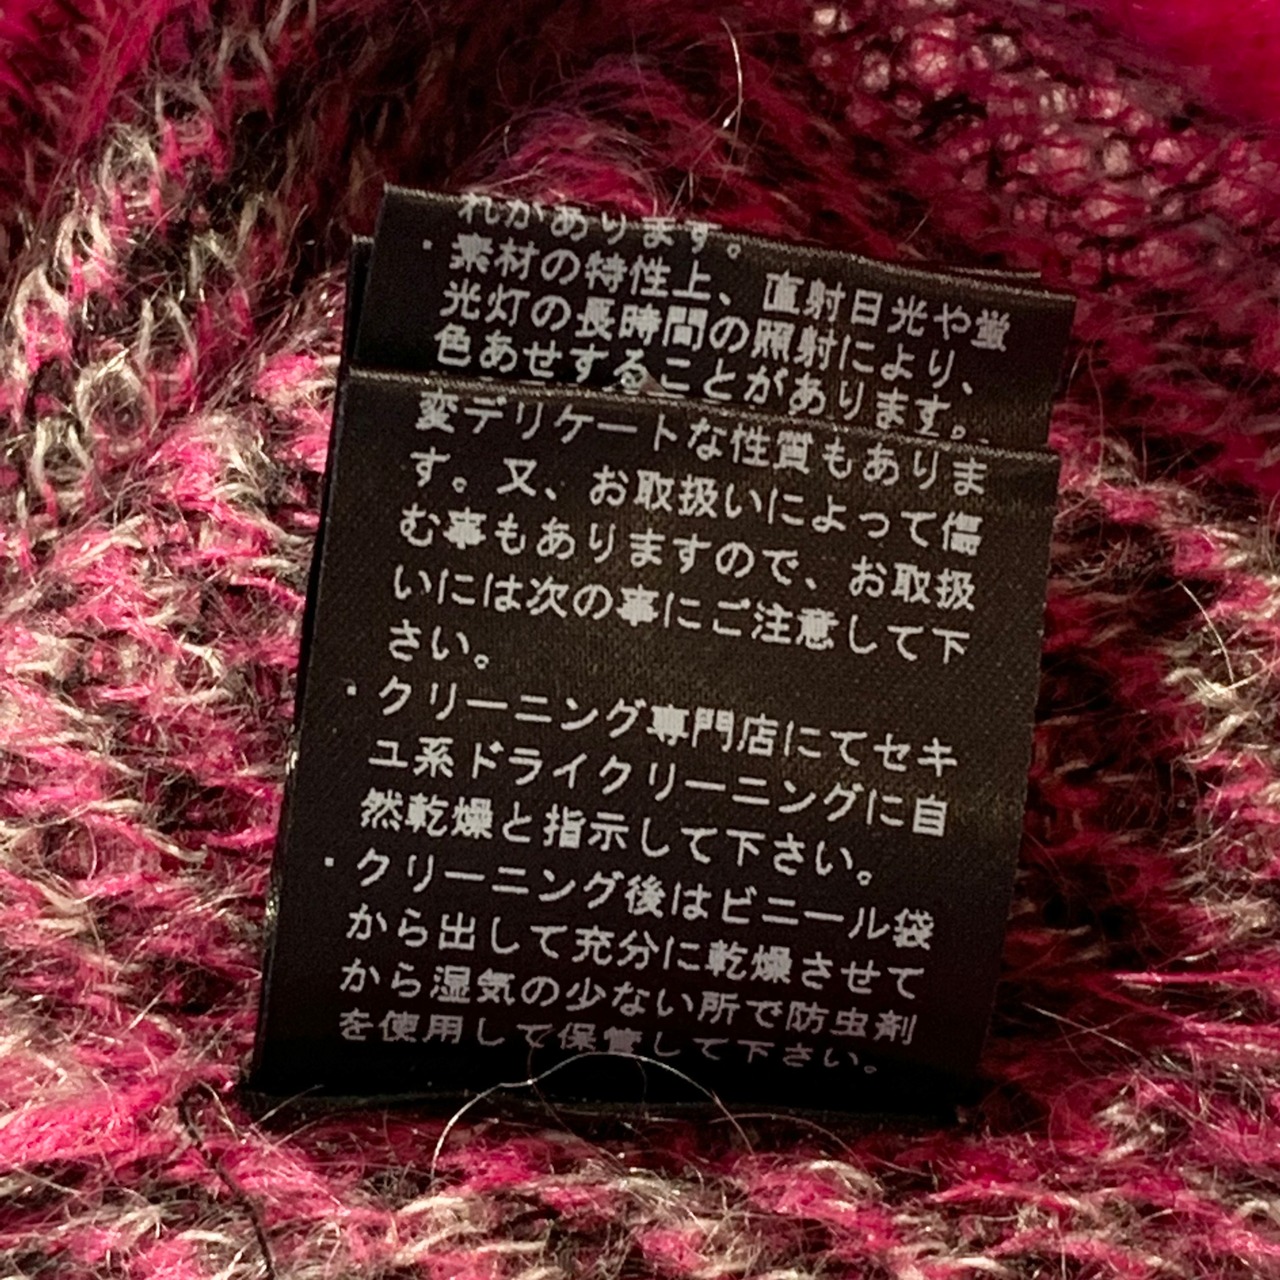 れがあります。
・素材の特性上、直射日光や蛍
光灯の長時間の照射により、
色あせすることがあります。
変デリケートな性質もありま
す。又、お取扱いによって傷
む事もありますので、お取扱
いには次の事にご注意して下
さい。
・クリーニング専門店にてセキ
ユ系ドライクリーニングに自
然乾燥と指示して下さい。
・クリーニング後はビニール袋
から出して充分に乾燥させて
から湿気の少ない所で防虫剤
を使用して保管して下さい。